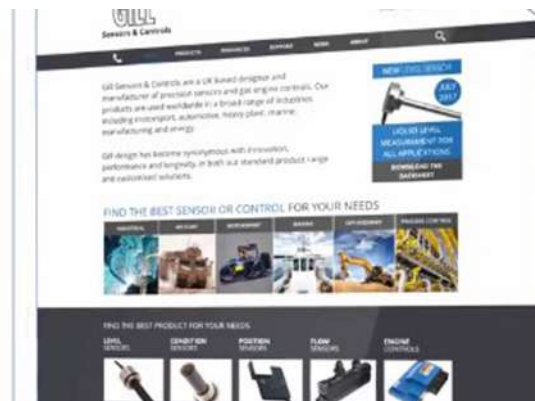 GILL
Sensors & Controls
PRODUCTS
RESOURCES
SUPPORT
NEWS
ABOUT
Gill Sensors & Controls are a UK based designer and
manufacturer of precision sensors and gas engine controls. Our
products are used worldwide in a broad range of industries
including motorsport, automotive, heavy plant, marine,
manufacturing and energy.
Gill design has become synonymous with innovation,
performance and longevity, in both our standard product range
and customised solutions.
NEW LEVEL SENSOR
JULY
2017
LIQUID LEVEL
MEASUREMENT FOR
ALL APPLICATIONS
DOWNLOAD THE
DATASHEET
FIND THE BEST SENSOR OR CONTROL FOR YOUR NEEDS
INDUSTRIAL
MILITARY
MOTORSPORT
MARINE
PROCESS CONTROL
FIND THE BEST PRODUCT FOR YOUR NEEDS
LEVEL
SENSORS
CONDITION
SENSORS
POSITION
SENSORS
FLOW
SENSORS
ENGINE
CONTROLS